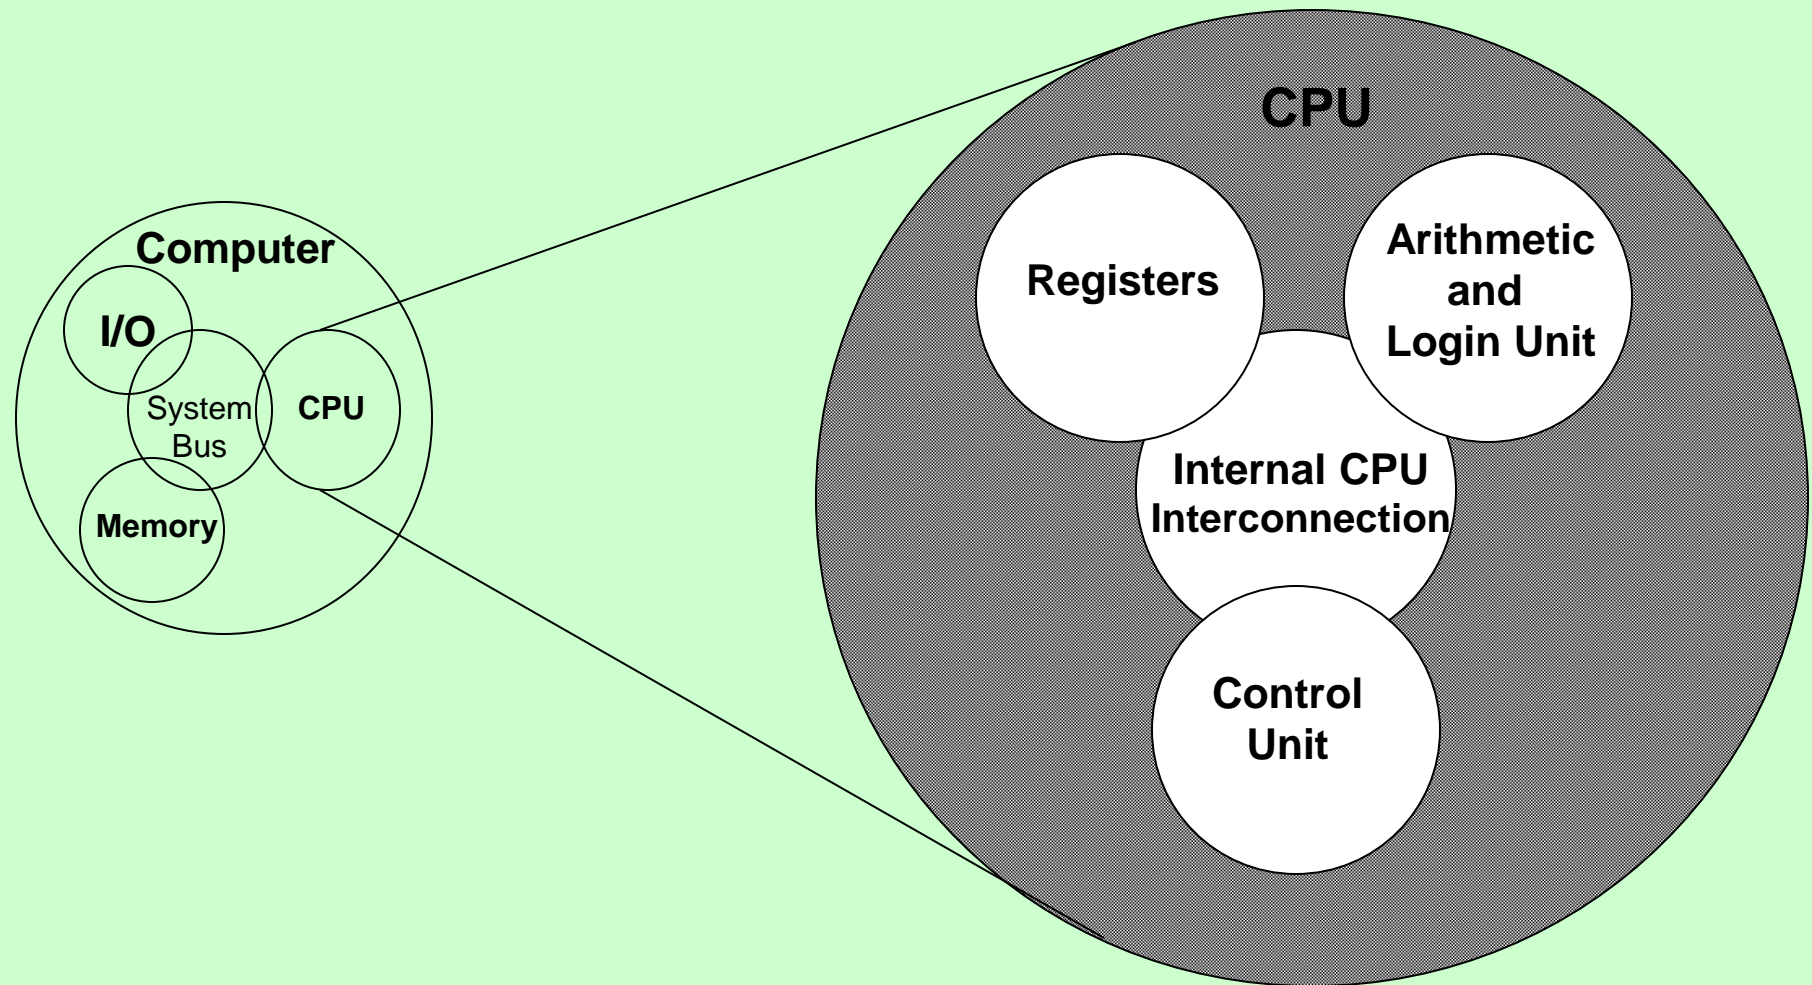 Computer
I/O
System
Bus
CPU
Memory
CPU
Registers
Arithmetic
and
Login Unit
Internal CPU
Interconnection
Control
Unit